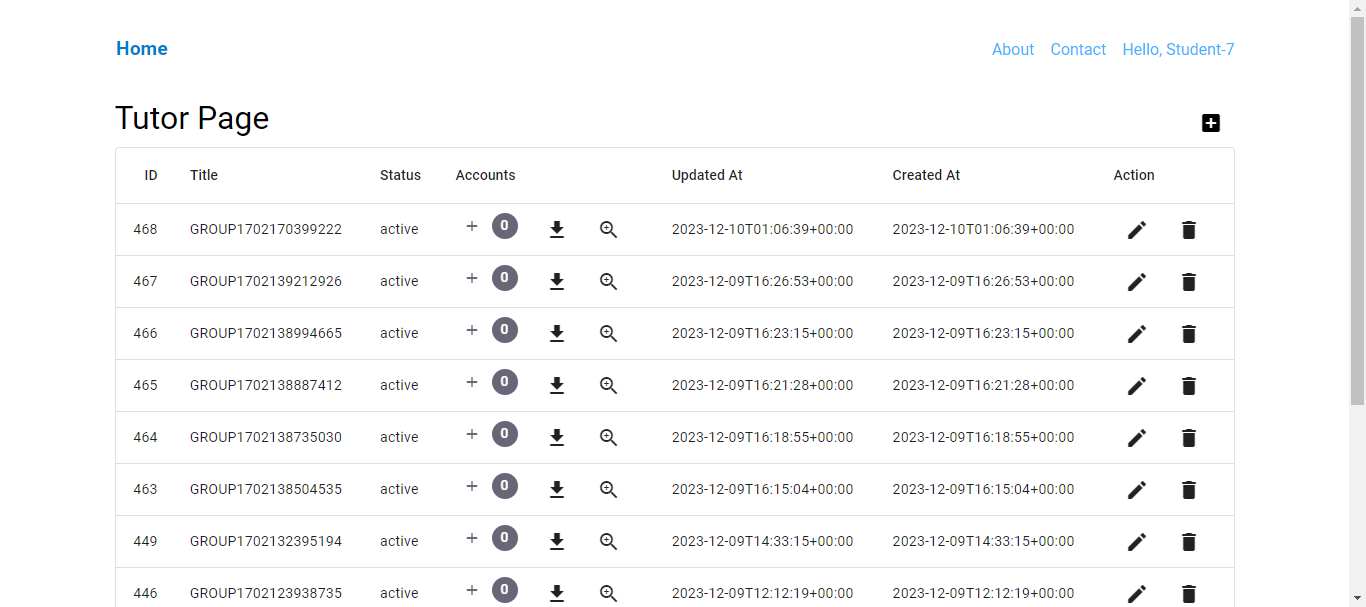 Home About Contact Hello, Student-7
Tutor Page
ID Title Status Accounts Updated At Created At Action
468 GROUP1702170399222 active + 0 2023-12-10T01:06:39+00:00 2023-12-10T01:06:39+00:00
467 GROUP1702139212926 active + 0 2023-12-09T16:26:53+00:00 2023-12-09T16:26:53+00:00
466 GROUP1702138994665 active + 0 2023-12-09T16:23:15+00:00 2023-12-09T16:23:15+00:00
465 GROUP1702138887412 active + 0 2023-12-09T16:21:28+00:00 2023-12-09T16:21:28+00:00
464 GROUP1702138735030 active + 0 2023-12-09T16:18:55+00:00 2023-12-09T16:18:55+00:00
463 GROUP1702138504535 active + 0 2023-12-09T16:15:04+00:00 2023-12-09T16:15:04+00:00
449 GROUP1702132395194 active + 0 2023-12-09T14:33:15+00:00 2023-12-09T14:33:15+00:00
446 GROUP1702123938735 active + 0 2023-12-09T12:12:19+00:00 2023-12-09T12:12:19+00:00